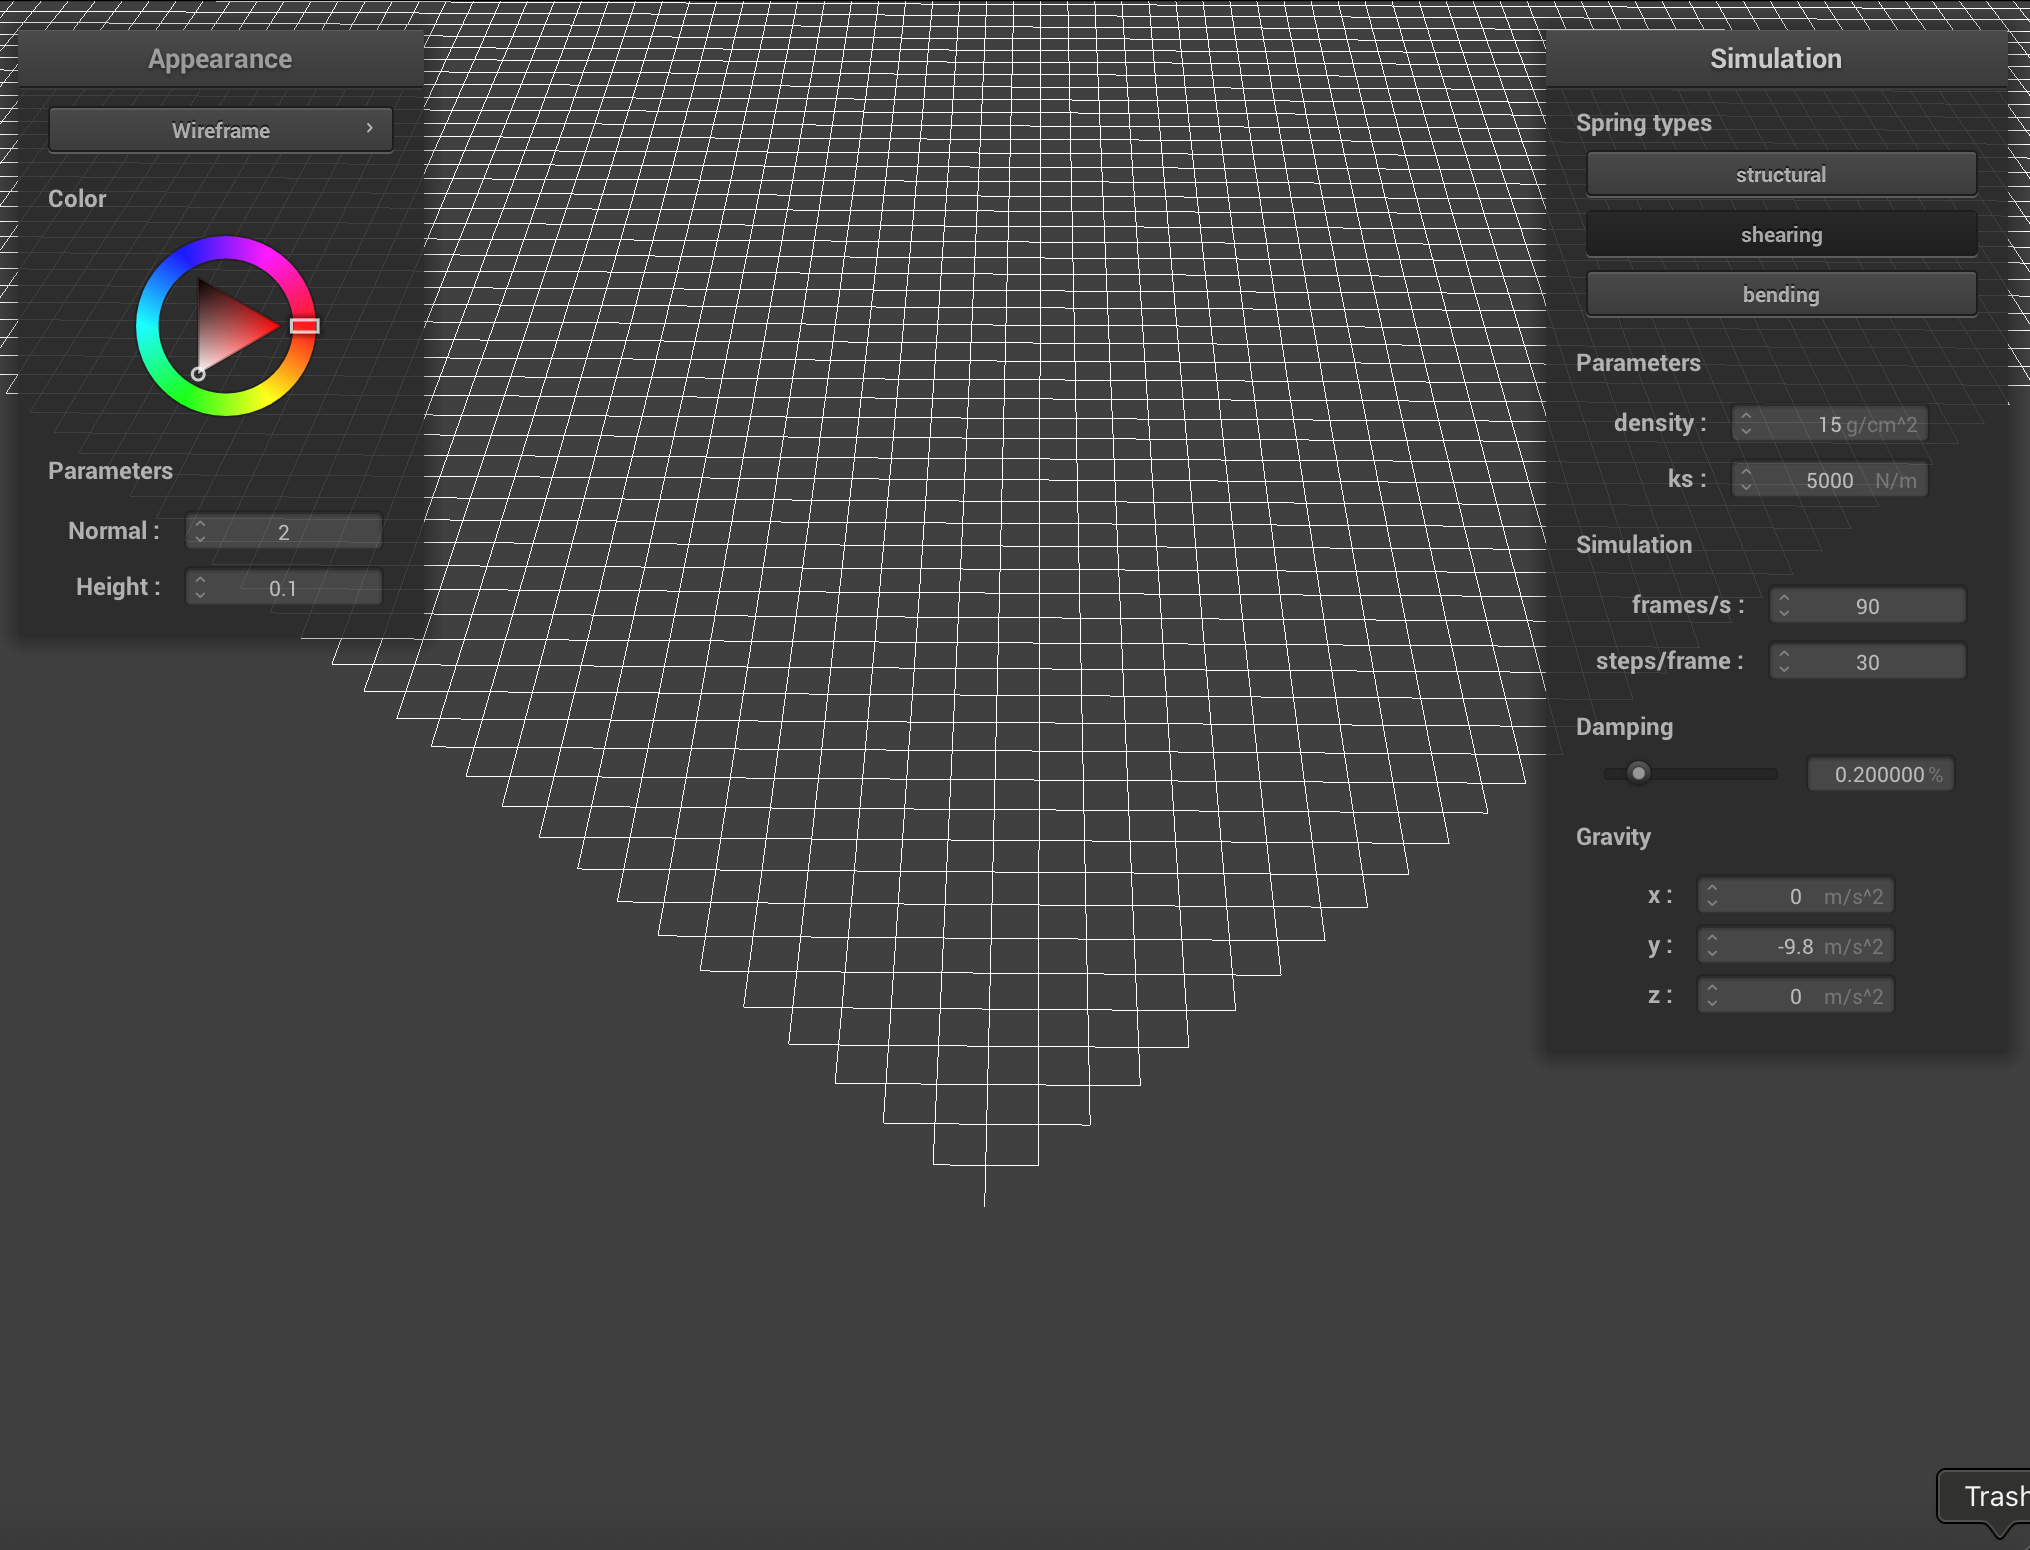 Appearance
Wireframe
Color
Parameters
Normal : 2
Height : 0.1
Simulation
Spring types
structural
shearing
bending
Parameters
density : 15 g/cm^2
ks : 5000 N/m
Simulation
frames/s : 90
steps/frame : 30
Damping
0.200000 %
Gravity
x : 0 m/s^2
y : -9.8 m/s^2
z : 0 m/s^2
Trash